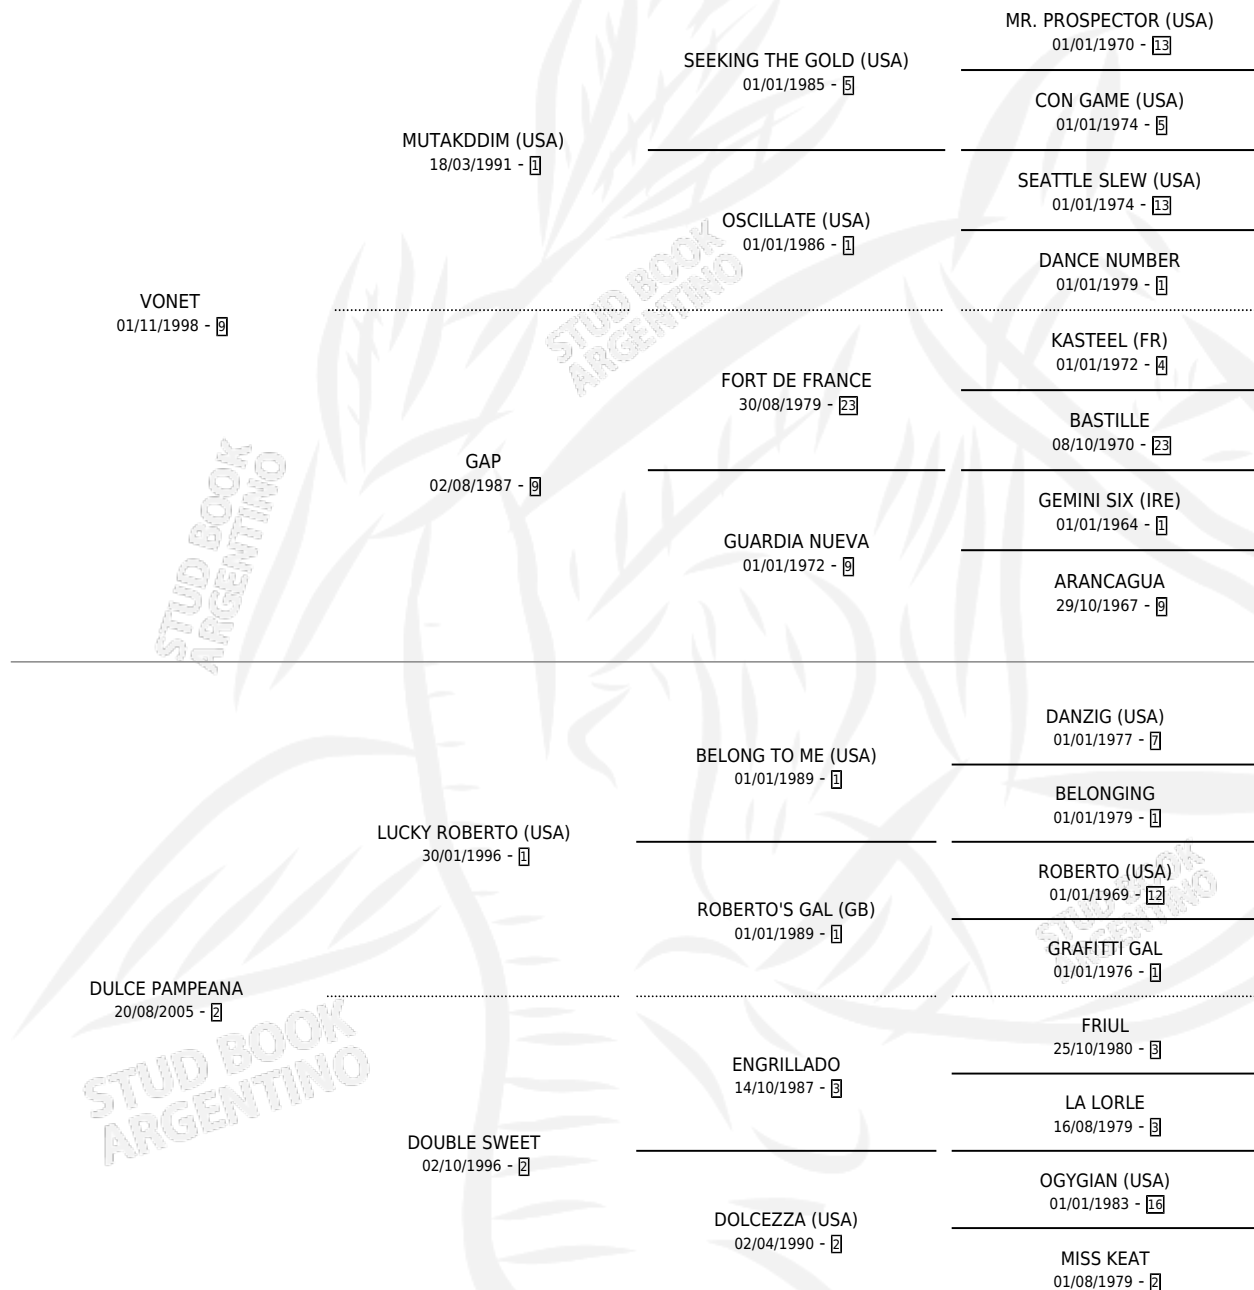 MR. PROSPECTOR (USA)
01/01/1970 - 13
SEEKING THE GOLD (USA)
01/01/1985 - 5
CON GAME (USA)
01/01/1974 - 5
MUTAKDDIM (USA)
18/03/1991 - 1
SEATTLE SLEW (USA)
01/01/1974 - 13
OSCILLATE (USA)
01/01/1986 - 1
DANCE NUMBER
01/01/1979 - 1
VONET
01/11/1998 - 9
KASTEEL (FR)
01/01/1972 - 4
FORT DE FRANCE
30/08/1979 - 23
BASTILLE
08/10/1970 - 23
GAP
02/08/1987 - 9
GEMINI SIX (IRE)
01/01/1964 - 1
GUARDIA NUEVA
01/01/1972 - 9
ARANCAGUA
29/10/1967 - 9
DANZIG (USA)
01/01/1977 - 7
BELONG TO ME (USA)
01/01/1989 - 1
BELONGING
01/01/1979 - 1
LUCKY ROBERTO (USA)
30/01/1996 - 1
ROBERTO (USA)
01/01/1969 - 12
ROBERTO'S GAL (GB)
01/01/1989 - 1
GRAFITTI GAL
01/01/1976 - 1
DULCE PAMPEANA
20/08/2005 - 2
FRIUL
25/10/1980 - 3
ENGRILLADO
14/10/1987 - 3
LA LORLE
16/08/1979 - 3
DOUBLE SWEET
02/10/1996 - 2
OGYGIAN (USA)
01/01/1983 - 16
DOLCEZZA (USA)
02/04/1990 - 2
MISS KEAT
01/08/1979 - 2
STUD BOOK
ARGENTINO
STUD BOOK
ARGENTINO
STUD BOOK
ARGENTINO
STUD BOOK
ARGENTINO